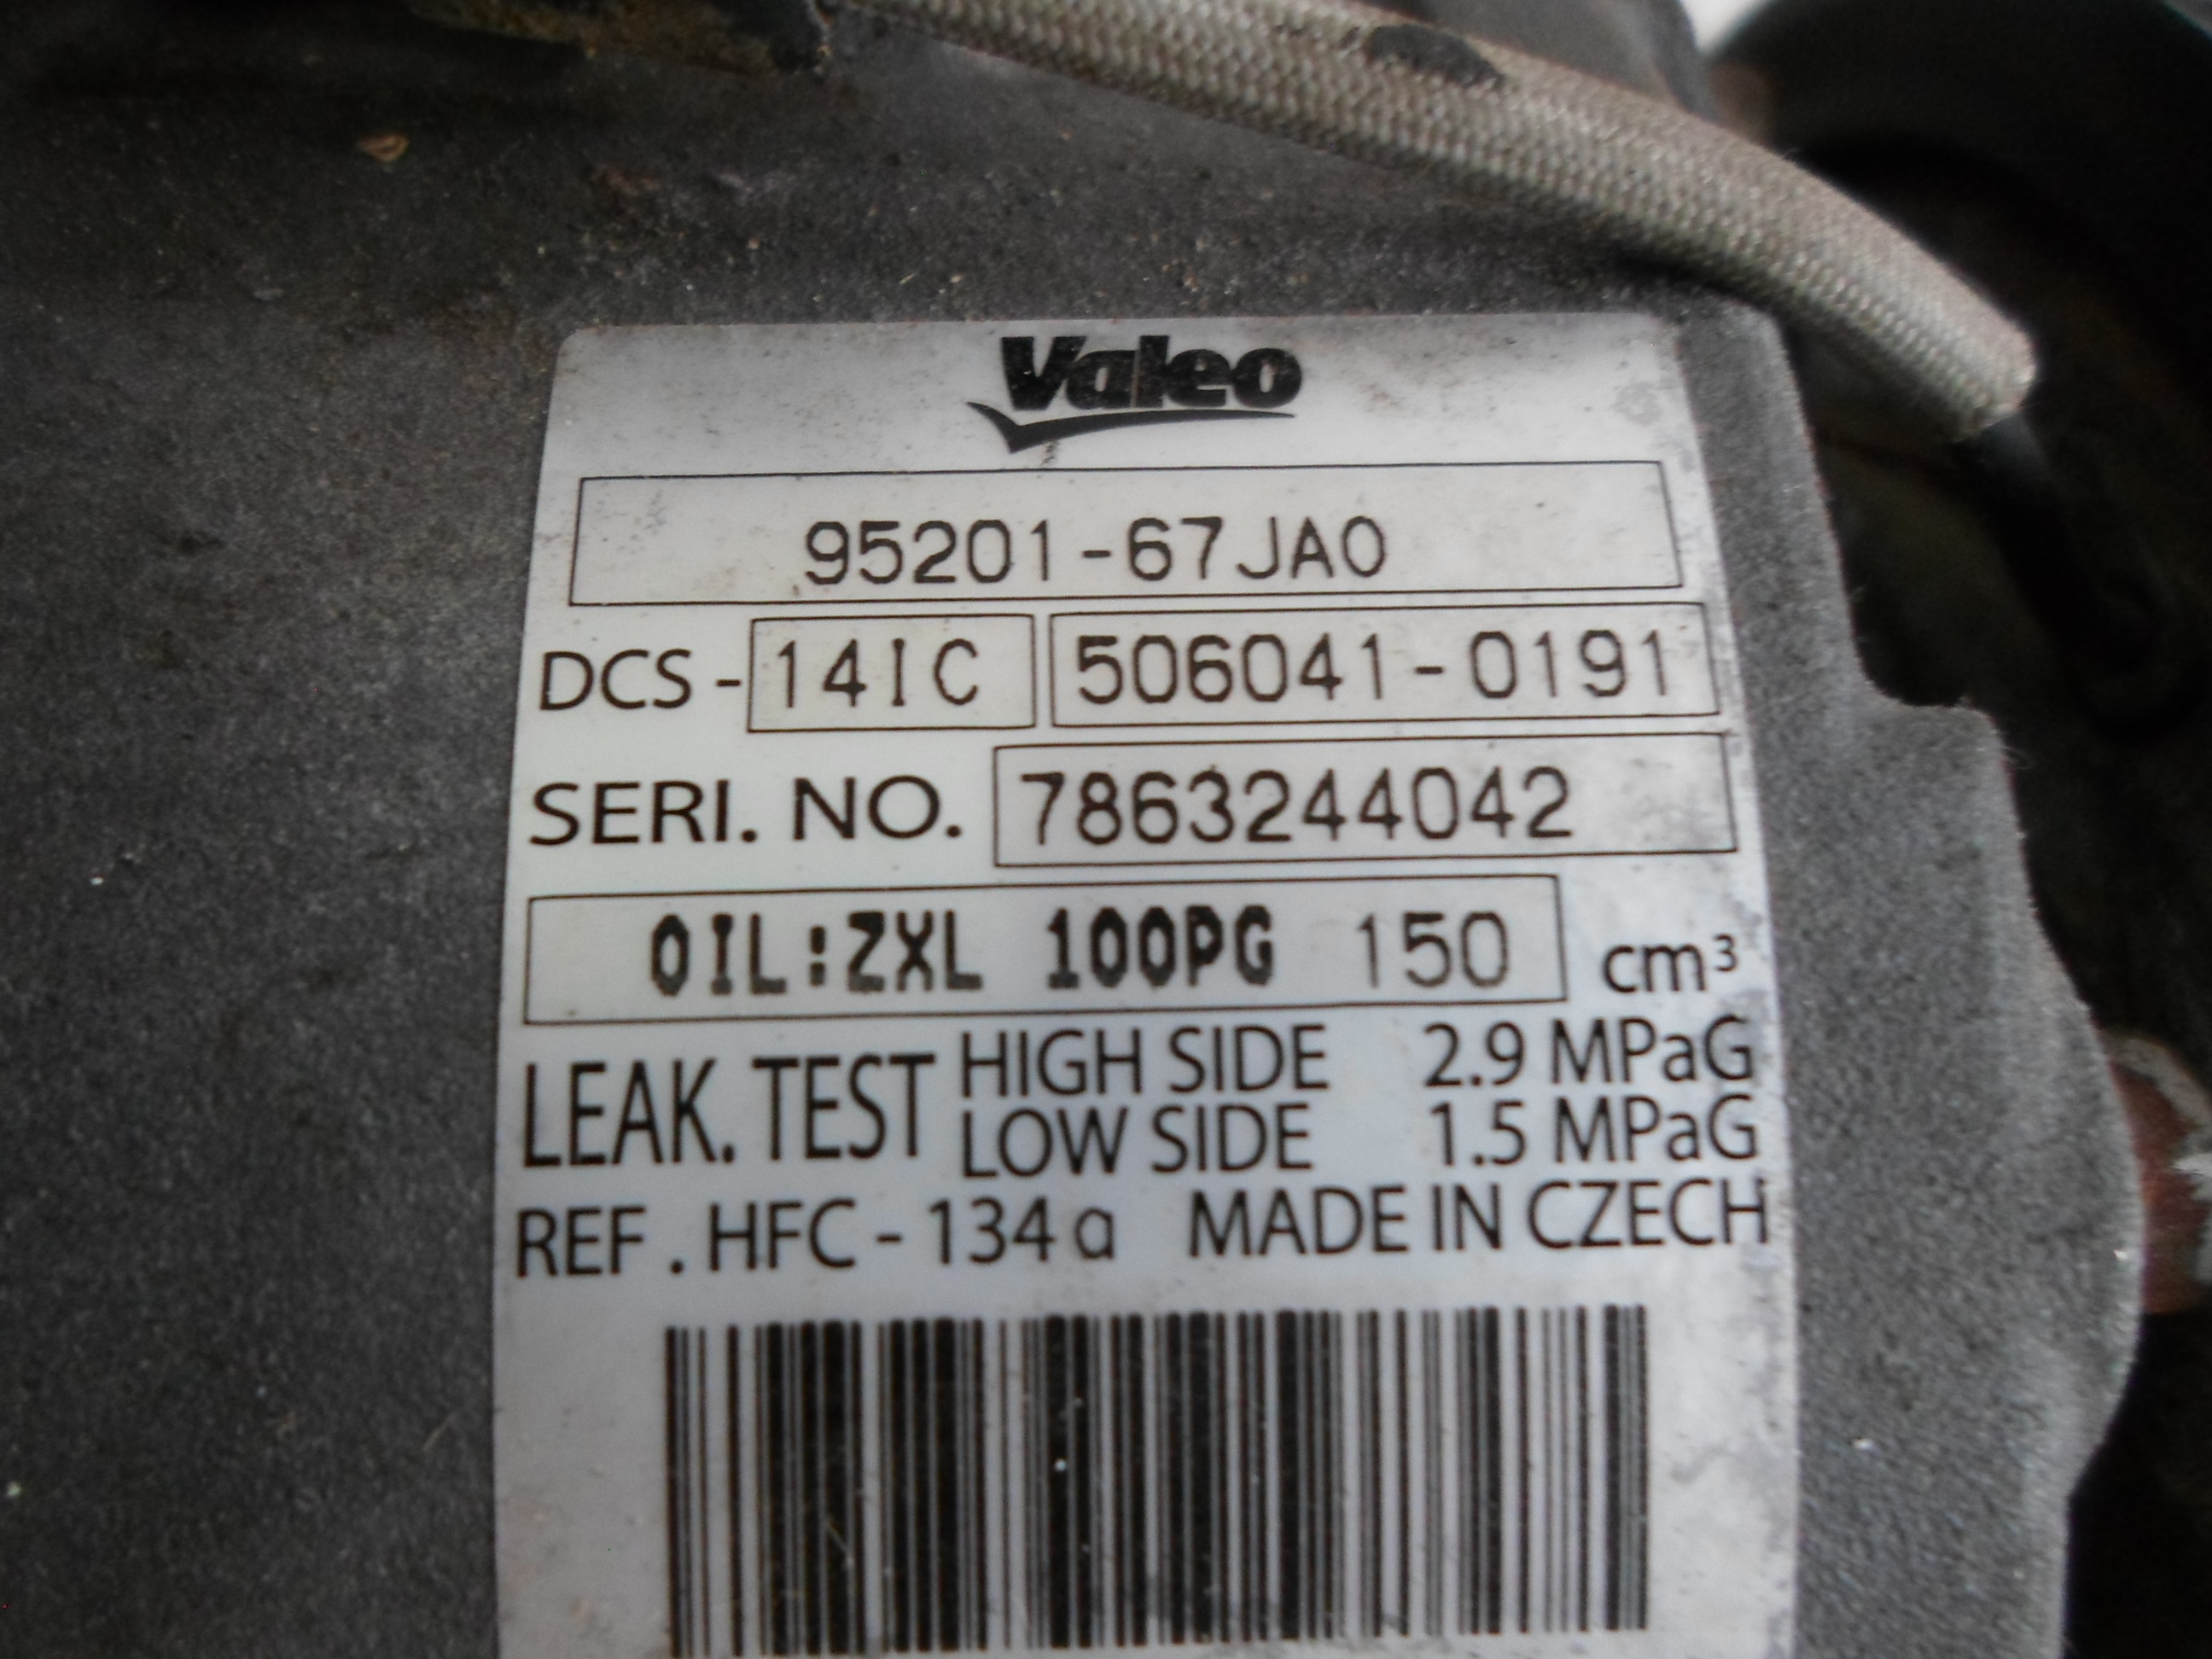 Valeo
95201-67JA0
DCS - 14IC 506041-0191
SERI. NO. 7863244042
OIL:ZXL 100PG 150 cm³
LEAK. TEST HIGH SIDE 2.9 MPaG
LOW SIDE 1.5 MPaG
REF. HFC-134a MADE IN CZECH